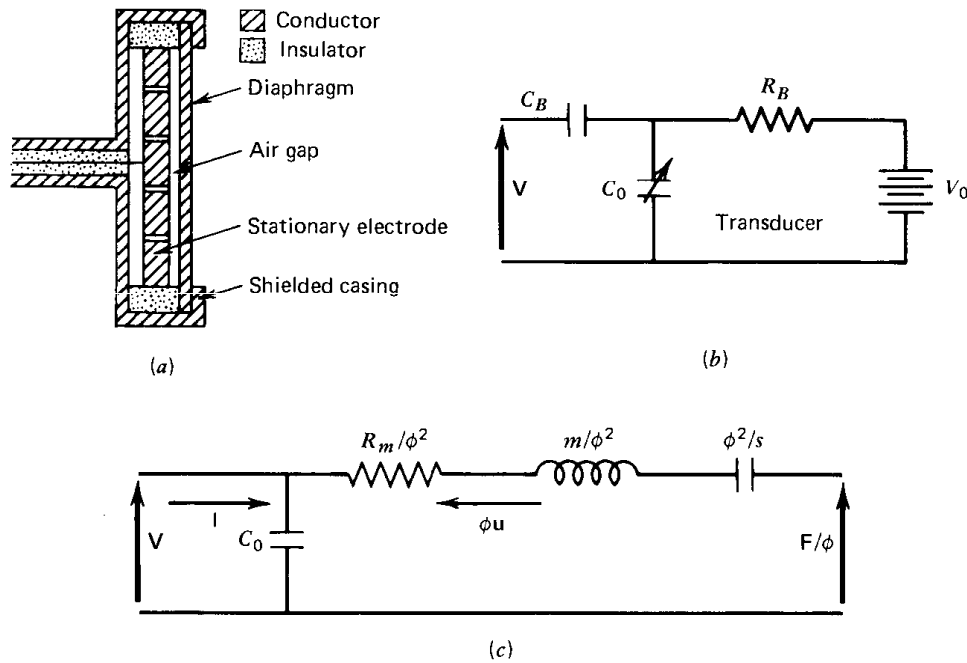 Conductor
Insulator
Diaphragm
Air gap
Stationary electrode
Shielded casing
(a)
C_B
R_B
V
C_0
V_0
Transducer
(b)
R_m/ϕ^2
m/ϕ^2
ϕ^2/s
I
ϕu
V
C_0
F/ϕ
(c)